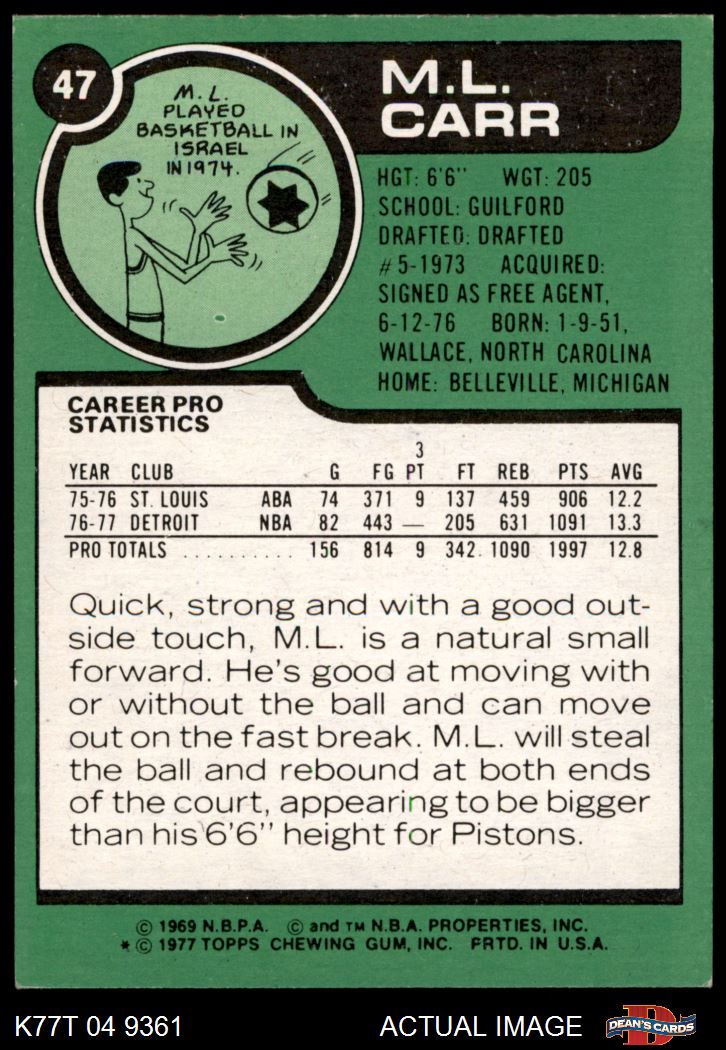 47
M.L.
PLAYED
BASKETBALL IN
ISRAEL
IN 1974.
M.L.
CARR
HGT: 6'6" WGT: 205
SCHOOL: GUILFORD
DRAFTED: DRAFTED
#5-1973 ACQUIRED:
SIGNED AS FREE AGENT,
6-12-76 BORN: 1-9-51,
WALLACE, NORTH CAROLINA
HOME: BELLEVILLE, MICHIGAN
CAREER PRO
STATISTICS
3
YEAR CLUB G FG PT FT REB PTS AVG
75-76 ST. LOUIS ABA 74 371 9 137 459 906 12.2
76-77 DETROIT NBA 82 443 — 205 631 1091 13.3
PRO TOTALS .......... 156 814 9 342 1090 1997 12.8
Quick, strong and with a good out-
side touch, M.L. is a natural small
forward. He's good at moving with
or without the ball and can move
out on the fast break. M.L. will steal
the ball and rebound at both ends
of the court, appearing to be bigger
than his 6'6" height for Pistons.
© 1969 N.B.P.A. © and TM N.B.A. PROPERTIES, INC.
* © 1977 TOPPS CHEWING GUM, INC. PRTD. IN U.S.A.
K77T 04 9361 ACTUAL IMAGE D DEAN'S CARDS